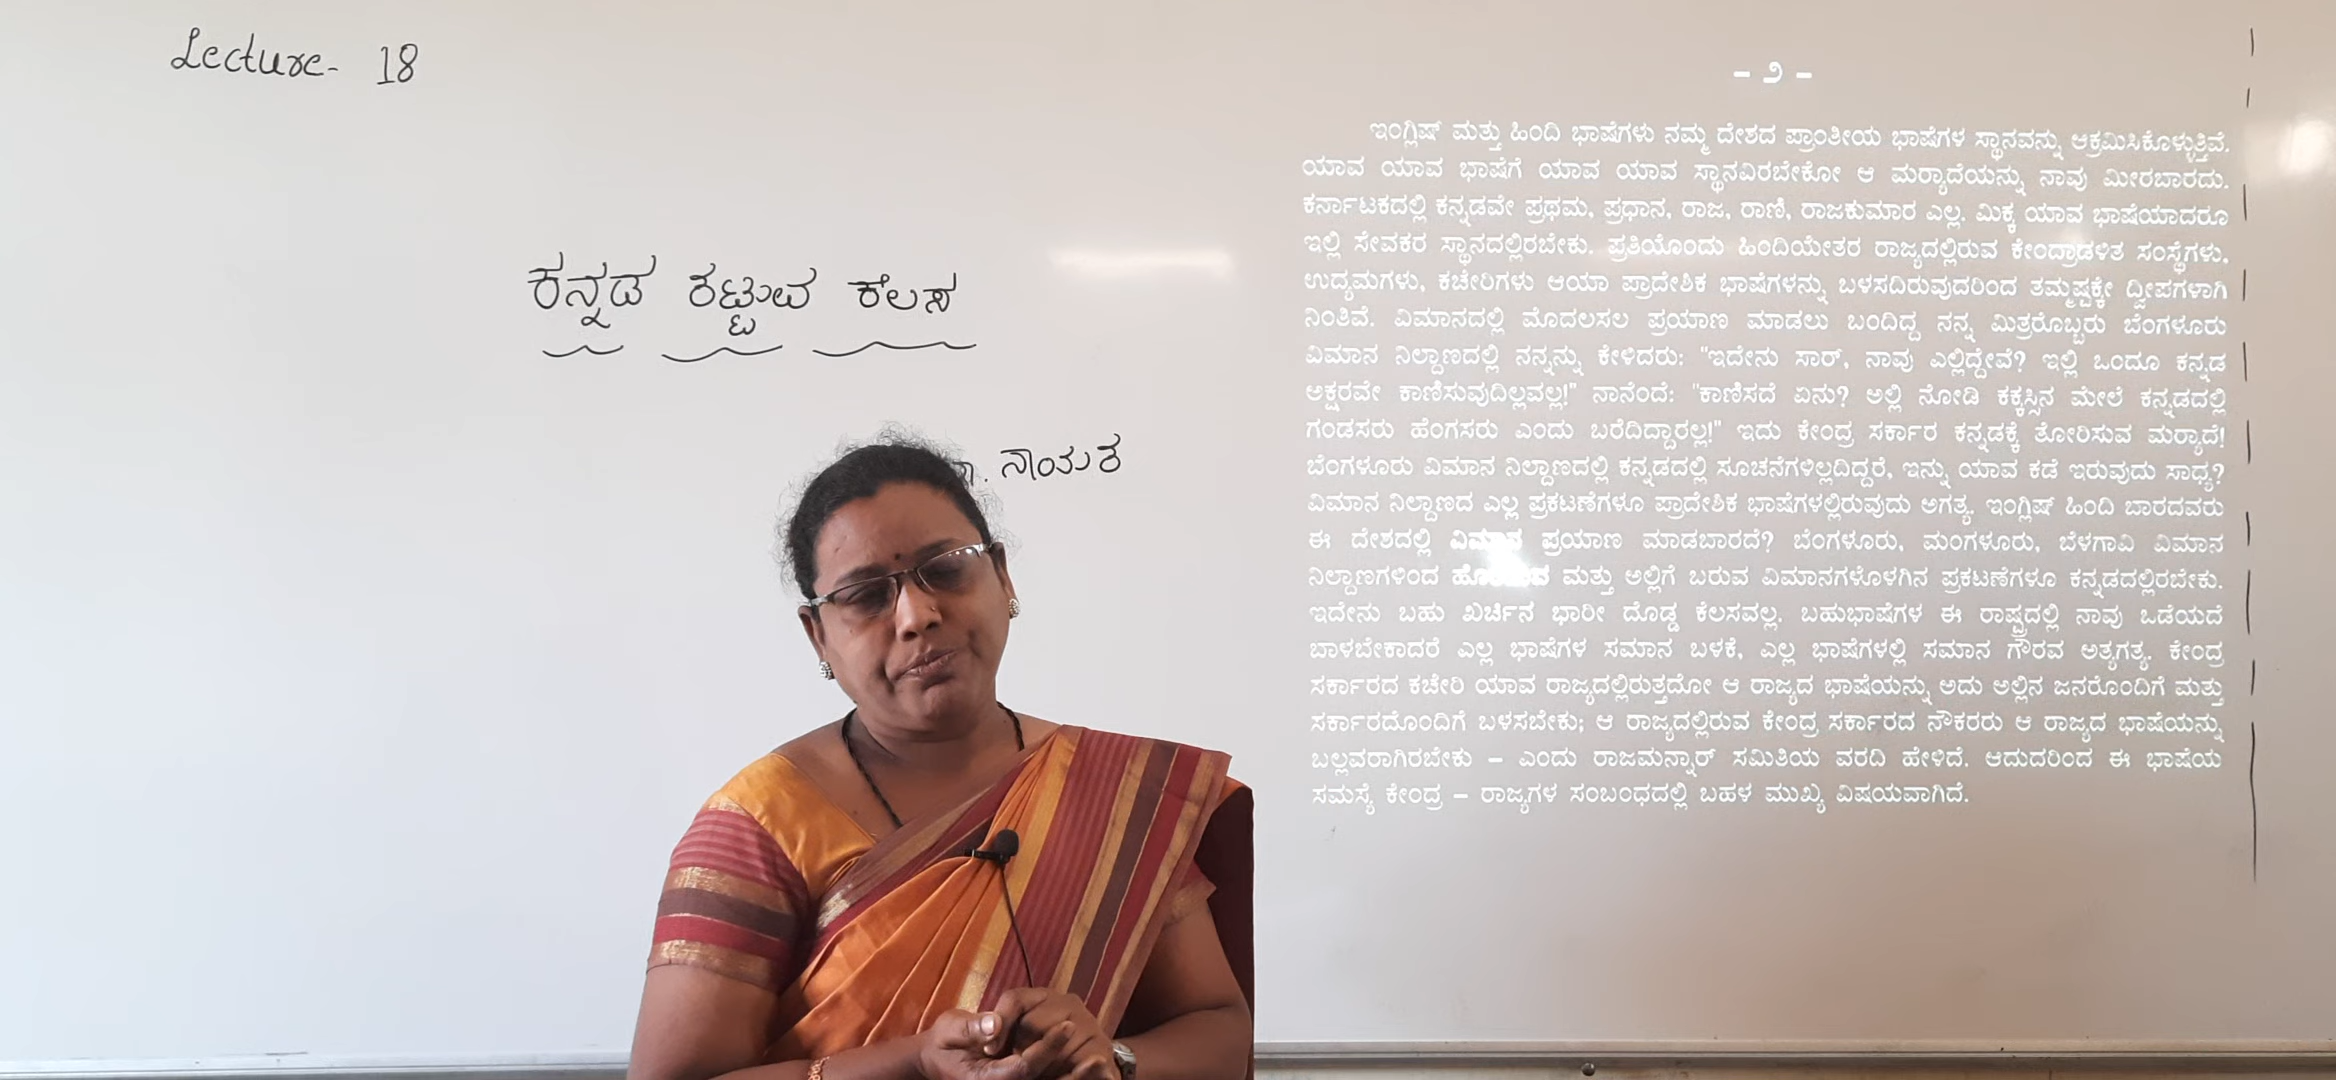 Lecture- 18
ಕನ್ನಡ ಕಟ್ಟುವ ಕೆಲಸ
ನಾಯಕ
– ೨ –
ಇಂಗ್ಲಿಷ್ ಮತ್ತು ಹಿಂದಿ ಭಾಷೆಗಳು ನಮ್ಮ ದೇಶದ ಪ್ರಾಂತೀಯ ಭಾಷೆಗಳ ಸ್ಥಾನವನ್ನು ಆಕ್ರಮಿಸಿಕೊಳ್ಳುತ್ತಿವೆ.
ಯಾವ ಯಾವ ಭಾಷೆಗೆ ಯಾವ ಯಾವ ಸ್ಥಾನವಿರಬೇಕೋ ಆ ಮರ್‍ಯಾದೆಯನ್ನು ನಾವು ಮೀರಬಾರದು.
ಕರ್ನಾಟಕದಲ್ಲಿ ಕನ್ನಡವೇ ಪ್ರಥಮ, ಪ್ರಧಾನ, ರಾಜ, ರಾಣಿ, ರಾಜಕುಮಾರ ಎಲ್ಲ. ಮಿಕ್ಕ ಯಾವ ಭಾಷೆಯಾದರೂ
ಇಲ್ಲಿ ಸೇವಕರ ಸ್ಥಾನದಲ್ಲಿರಬೇಕು. ಪ್ರತಿಯೊಂದು ಹಿಂದಿಯೇತರ ರಾಜ್ಯದಲ್ಲಿರುವ ಕೇಂದ್ರಾಡಳಿತ ಸಂಸ್ಥೆಗಳು,
ಉದ್ಯಮಗಳು, ಕಚೇರಿಗಳು ಆಯಾ ಪ್ರಾದೇಶಿಕ ಭಾಷೆಗಳನ್ನು ಬಳಸದಿರುವುದರಿಂದ ತಮ್ಮಷ್ಟಕ್ಕೇ ದ್ವೀಪಗಳಾಗಿ
ನಿಂತಿವೆ. ವಿಮಾನದಲ್ಲಿ ಮೊದಲಸಲ ಪ್ರಯಾಣ ಮಾಡಲು ಬಂದಿದ್ದ ನನ್ನ ಮಿತ್ರರೊಬ್ಬರು ಬೆಂಗಳೂರು
ವಿಮಾನ ನಿಲ್ದಾಣದಲ್ಲಿ ನನ್ನನ್ನು ಕೇಳಿದರು: "ಇದೇನು ಸಾರ್, ನಾವು ಎಲ್ಲಿದ್ದೇವೆ? ಇಲ್ಲಿ ಒಂದೂ ಕನ್ನಡ
ಅಕ್ಷರವೇ ಕಾಣಿಸುವುದಿಲ್ಲವಲ್ಲ!" ನಾನೆಂದೆ: "ಕಾಣಿಸದೆ ಏನು? ಅಲ್ಲಿ ನೋಡಿ ಕಕ್ಕಸ್ಸಿನ ಮೇಲೆ ಕನ್ನಡದಲ್ಲಿ
ಗಂಡಸರು ಹೆಂಗಸರು ಎಂದು ಬರೆದಿದ್ದಾರಲ್ಲ!" ಇದು ಕೇಂದ್ರ ಸರ್ಕಾರ ಕನ್ನಡಕ್ಕೆ ತೋರಿಸುವ ಮರ್‍ಯಾದೆ!
ಬೆಂಗಳೂರು ವಿಮಾನ ನಿಲ್ದಾಣದಲ್ಲಿ ಕನ್ನಡದಲ್ಲಿ ಸೂಚನೆಗಳಿಲ್ಲದಿದ್ದರೆ, ಇನ್ನು ಯಾವ ಕಡೆ ಇರುವುದು ಸಾಧ್ಯ?
ವಿಮಾನ ನಿಲ್ದಾಣದ ಎಲ್ಲ ಪ್ರಕಟಣೆಗಳೂ ಪ್ರಾದೇಶಿಕ ಭಾಷೆಗಳಲ್ಲಿರುವುದು ಅಗತ್ಯ. ಇಂಗ್ಲಿಷ್ ಹಿಂದಿ ಬಾರದವರು
ಈ ದೇಶದಲ್ಲಿ ವಿಮಾನ ಪ್ರಯಾಣ ಮಾಡಬಾರದೆ? ಬೆಂಗಳೂರು, ಮಂಗಳೂರು, ಬೆಳಗಾವಿ ವಿಮಾನ
ನಿಲ್ದಾಣಗಳಿಂದ ಮತ್ತು ಅಲ್ಲಿಗೆ ಬರುವ ವಿಮಾನಗಳೊಳಗಿನ ಪ್ರಕಟಣೆಗಳೂ ಕನ್ನಡದಲ್ಲಿರಬೇಕು.
ಇದೇನು ಬಹು ಖರ್ಚಿನ ಭಾರೀ ದೊಡ್ಡ ಕೆಲಸವಲ್ಲ. ಬಹುಭಾಷೆಗಳ ಈ ರಾಷ್ಟ್ರದಲ್ಲಿ ನಾವು ಒಡೆಯದೆ
ಬಾಳಬೇಕಾದರೆ ಎಲ್ಲ ಭಾಷೆಗಳ ಸಮಾನ ಬಳಕೆ, ಎಲ್ಲ ಭಾಷೆಗಳಲ್ಲಿ ಸಮಾನ ಗೌರವ ಅತ್ಯಗತ್ಯ. ಕೇಂದ್ರ
ಸರ್ಕಾರದ ಕಚೇರಿ ಯಾವ ರಾಜ್ಯದಲ್ಲಿರುತ್ತದೋ ಆ ರಾಜ್ಯದ ಭಾಷೆಯನ್ನು ಅದು ಅಲ್ಲಿನ ಜನರೊಂದಿಗೆ ಮತ್ತು
ಸರ್ಕಾರದೊಂದಿಗೆ ಬಳಸಬೇಕು; ಆ ರಾಜ್ಯದಲ್ಲಿರುವ ಕೇಂದ್ರ ಸರ್ಕಾರದ ನೌಕರರು ಆ ರಾಜ್ಯದ ಭಾಷೆಯನ್ನು
ಬಲ್ಲವರಾಗಿರಬೇಕು – ಎಂದು ರಾಜಮನ್ನಾರ್ ಸಮಿತಿಯ ವರದಿ ಹೇಳಿದೆ. ಆದುದರಿಂದ ಈ ಭಾಷೆಯ
ಸಮಸ್ಯೆ ಕೇಂದ್ರ – ರಾಜ್ಯಗಳ ಸಂಬಂಧದಲ್ಲಿ ಬಹಳ ಮುಖ್ಯ ವಿಷಯವಾಗಿದೆ.